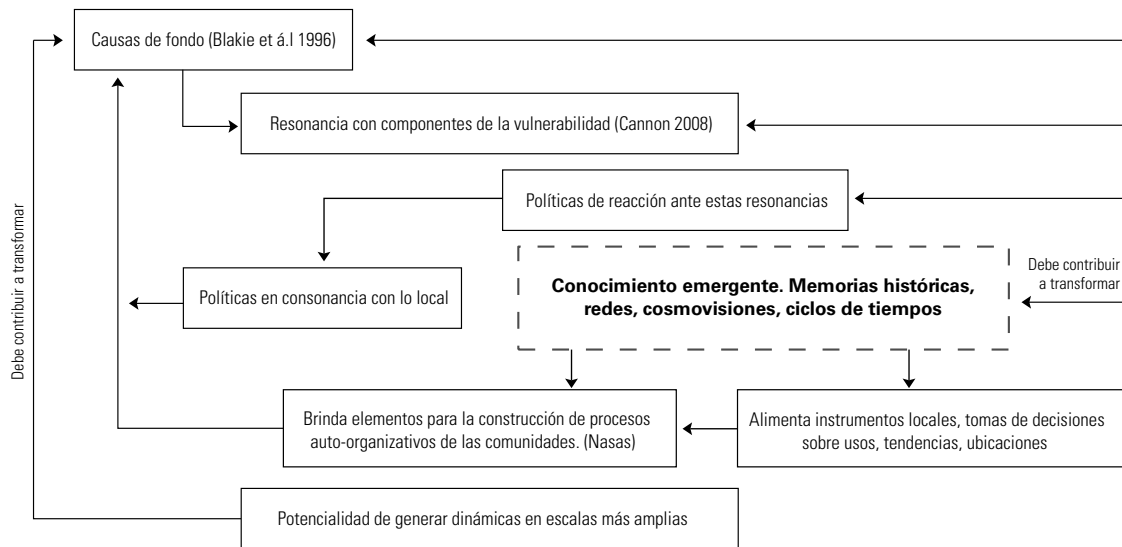 Causas de fondo (Blakie et á.l 1996)
Resonancia con componentes de la vulnerabilidad (Cannon 2008)
Políticas de reacción ante estas resonancias
Debe contribuir
a transformar
Conocimiento emergente. Memorias históricas,
redes, cosmovisiones, ciclos de tiempos
Políticas en consonancia con lo local
Debe contribuir a transformar
Brinda elementos para la construcción de procesos
auto-organizativos de las comunidades. (Nasas)
Alimenta instrumentos locales, tomas de decisiones
sobre usos, tendencias, ubicaciones
Potencialidad de generar dinámicas en escalas más amplias